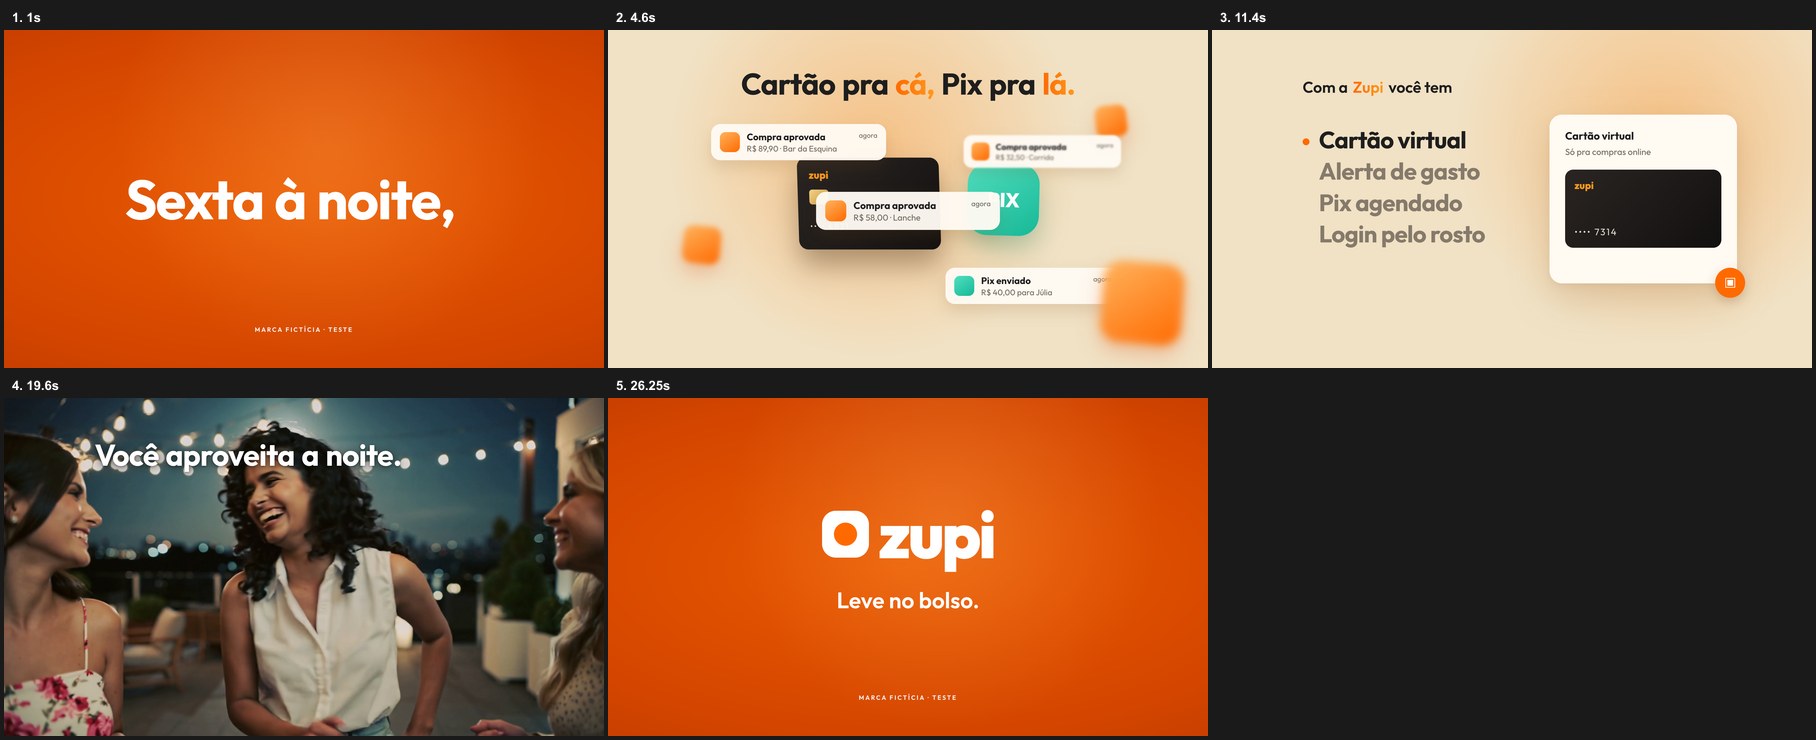 1. 1s
Sexta à noite,
MARCA FICTÍCIA · TESTE
2. 4.6s
Cartão pra cá, Pix pra lá.
Compra aprovada
agora
R$ 89,90 · Bar da Esquina
Compra aprovada
agora
R$ 32,50 · Corrida
zupi
Compra aprovada
agora
R$ 58,00 · Lanche
IX
Pix enviado
R$ 40,00 para Júlia
3. 11.4s
Com a Zupi você tem
Cartão virtual
Alerta de gasto
Pix agendado
Login pelo rosto
Cartão virtual
Só pra compras online
zupi
•••• 7314
4. 19.6s
Você aproveita a noite.
5. 26.25s
zupi
Leve no bolso.
MARCA FICTÍCIA · TESTE